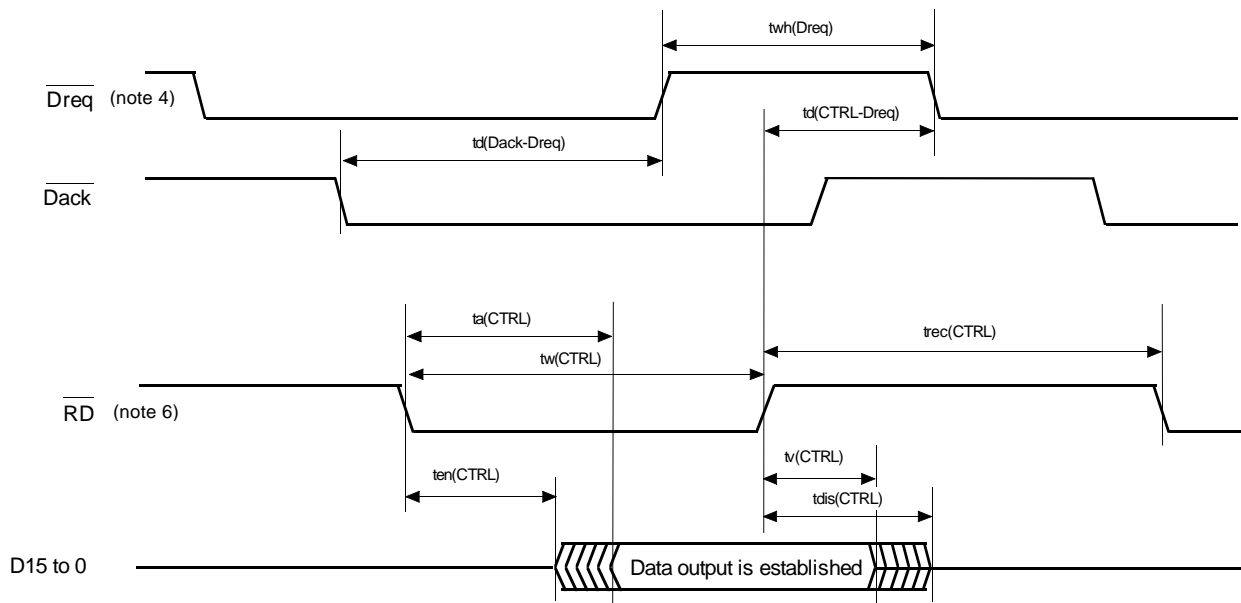 twh(Dreq)
Dreq (note 4)
td(CTRL-Dreq)
td(Dack-Dreq)
Dack
ta(CTRL)
trec(CTRL)
tw(CTRL)
RD (note 6)
tv(CTRL)
ten(CTRL)
tdis(CTRL)
D15 to 0
Data output is established